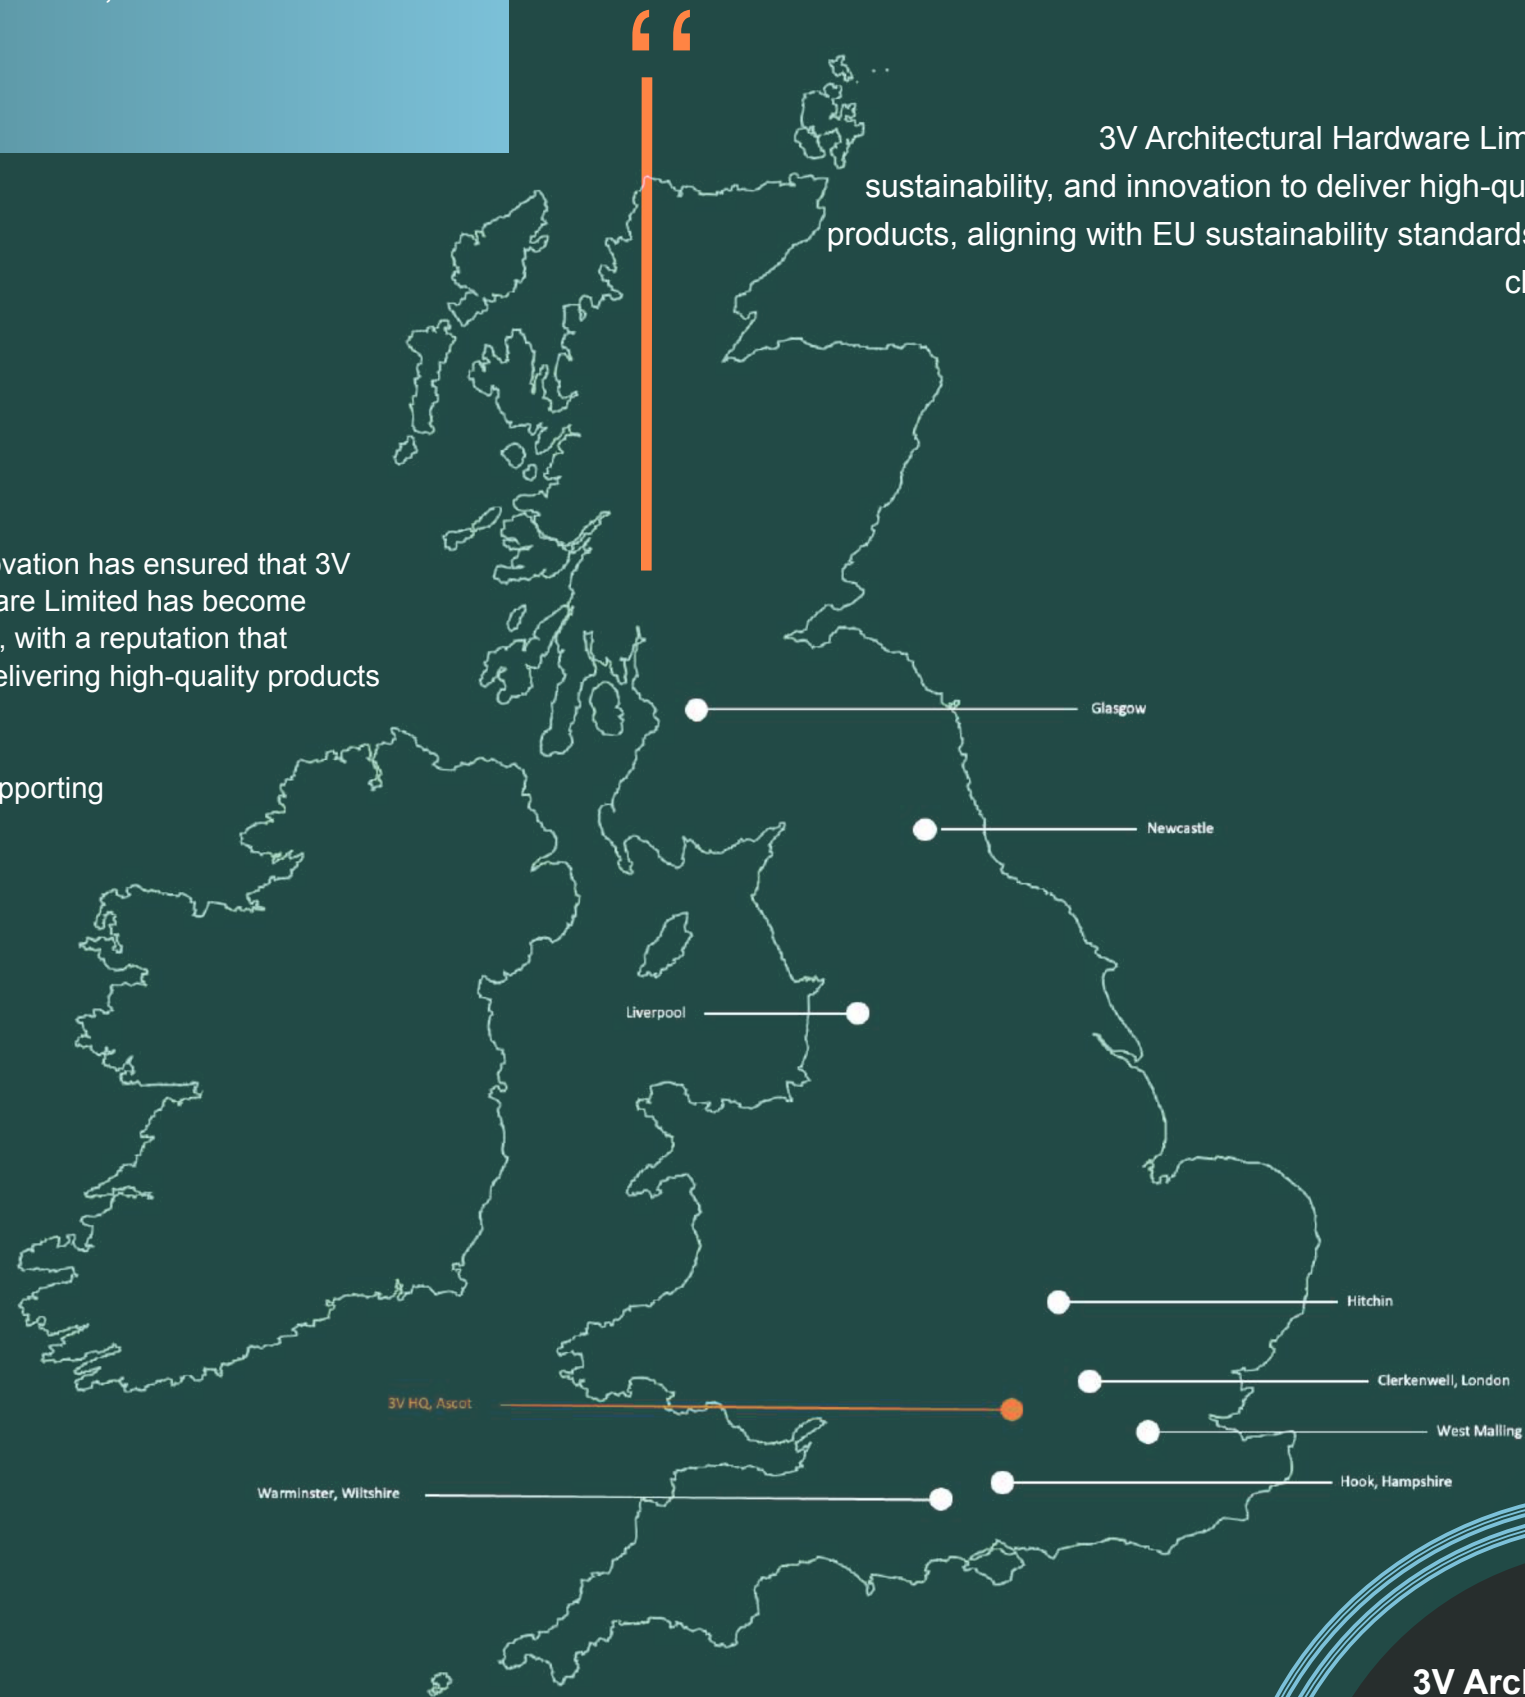 “
3V Architectural Hardware Lim
sustainability, and innovation to deliver high-qu
products, aligning with EU sustainability standards
cl
ovation has ensured that 3V
are Limited has become
, with a reputation that
elivering high-quality products
pporting
Glasgow
Newcastle
Liverpool
Hitchin
Clerkenwell, London
3V HQ, Ascot
West Malling
Hook, Hampshire
Warminster, Wiltshire
3V Arc